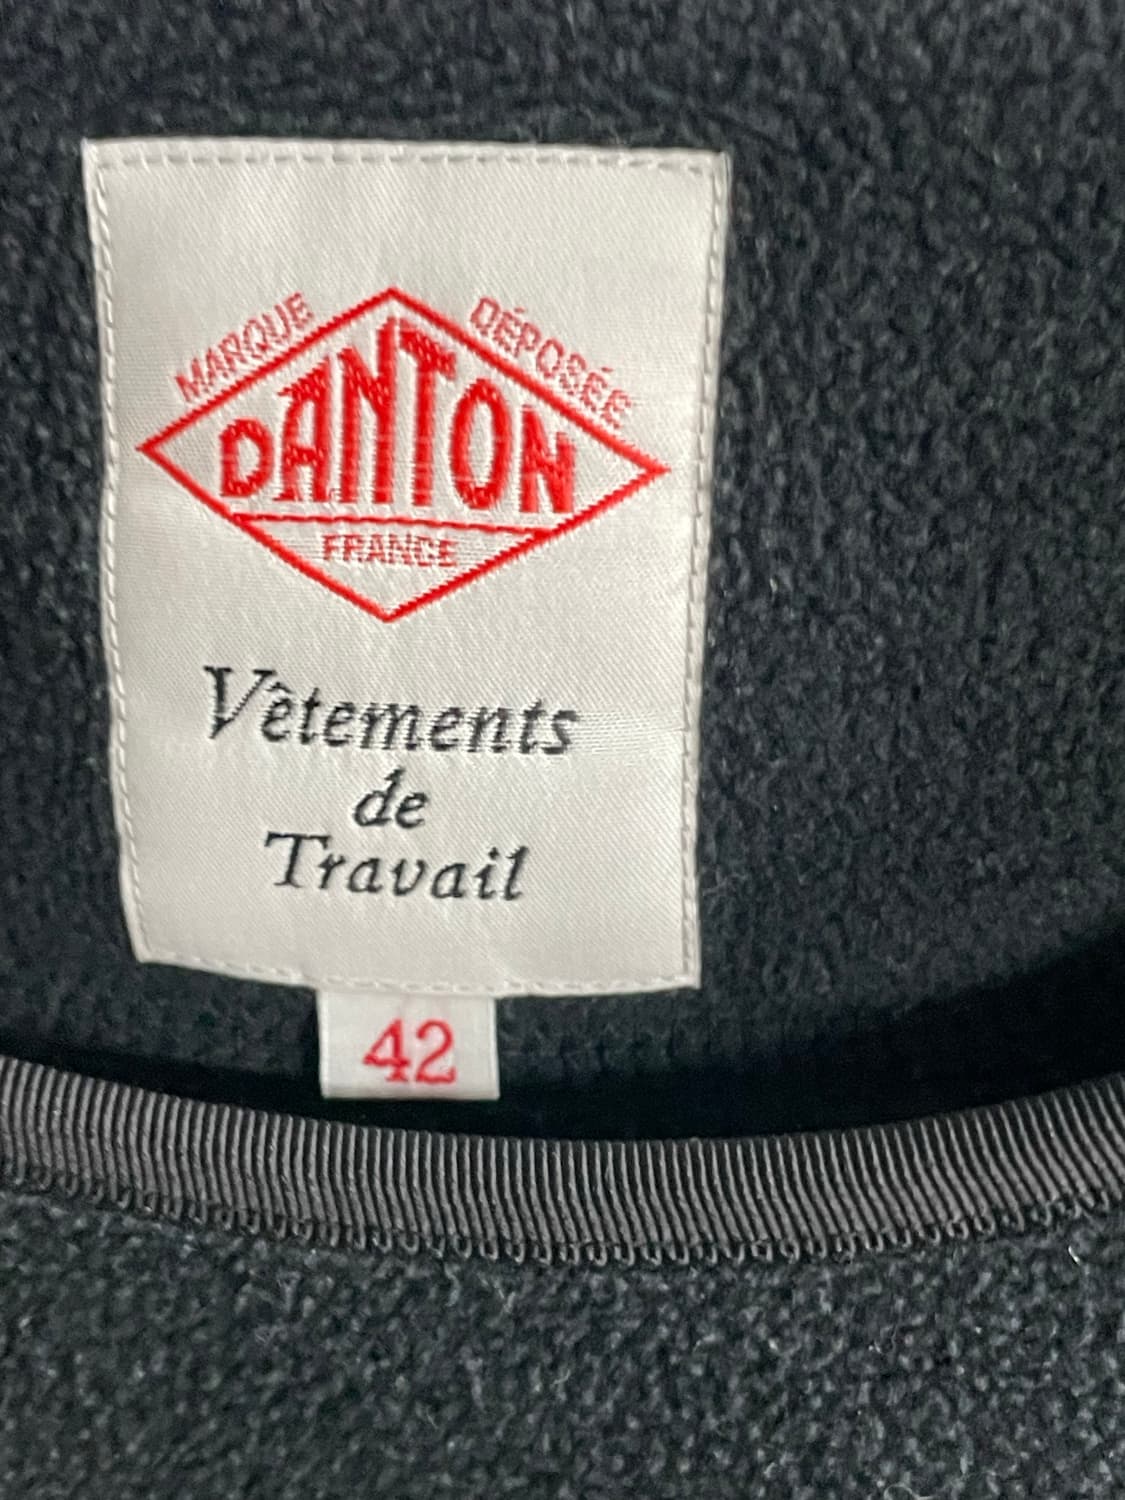 MARQUE DÉPOSÉE
DANTON
FRANCE
Vêtements
de
Travail
42